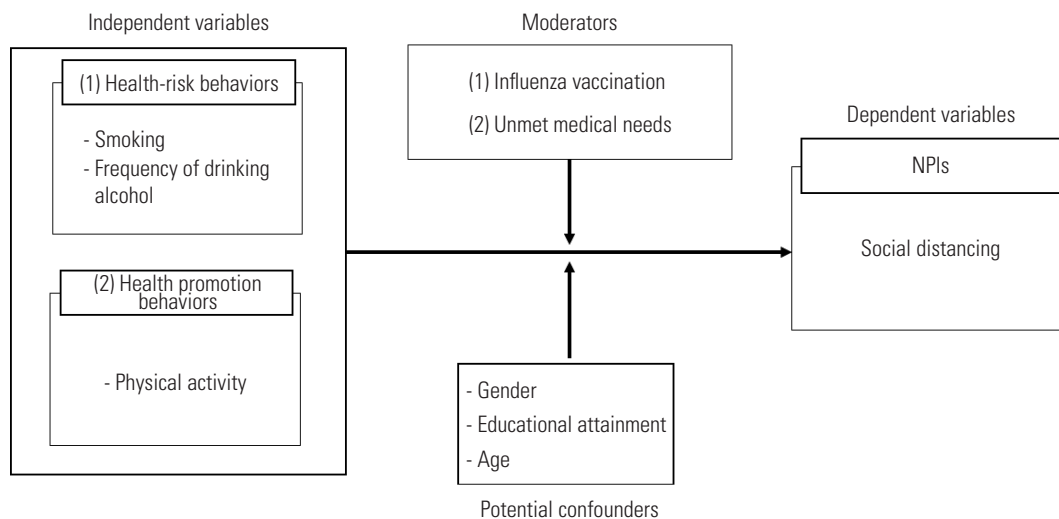 Independent variables
(1) Health-risk behaviors
- Smoking
- Frequency of drinking
alcohol
(2) Health promotion
behaviors
- Physical activity
Moderators
(1) Influenza vaccination
(2) Unmet medical needs
- Gender
- Educational attainment
- Age
Potential confounders
Dependent variables
NPIs
Social distancing